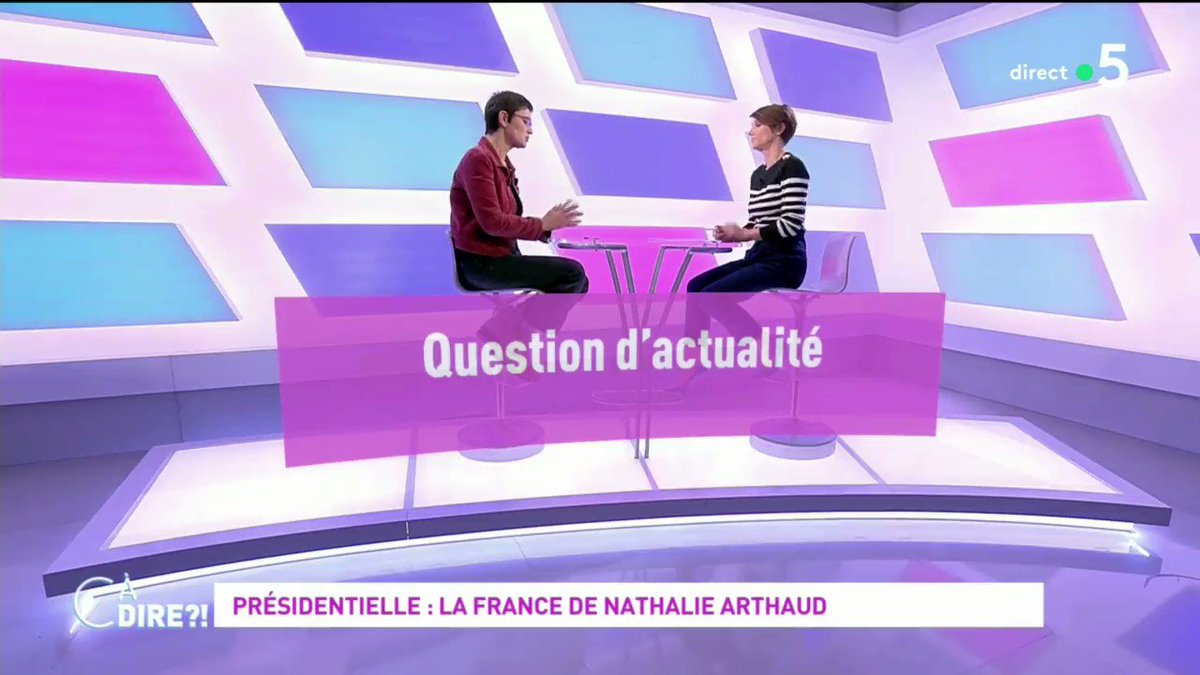 direct 5
Question d'actualité
C À
DIRE?!
PRÉSIDENTIELLE : LA FRANCE DE NATHALIE ARTHAUD